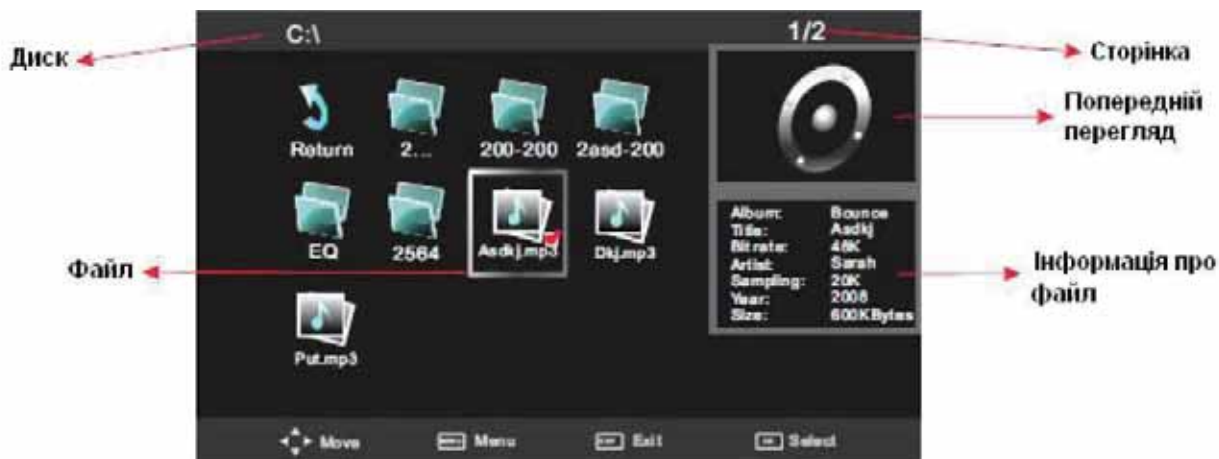 C:\
1/2
Диск
Сторінка
Попередній
перегляд
Return
2...
200-200
2asd-200
Album: Bounce
Title: Asdkj
Bitrate: 48K
Artist: Sarah
Sampling: 20K
Year: 2008
Size: 600KBytes
EQ
2564
Asdkj.mp3
Dkj.mp3
Файл
Інформація про
файл
Put.mp3
Move
Menu
Exit
Select